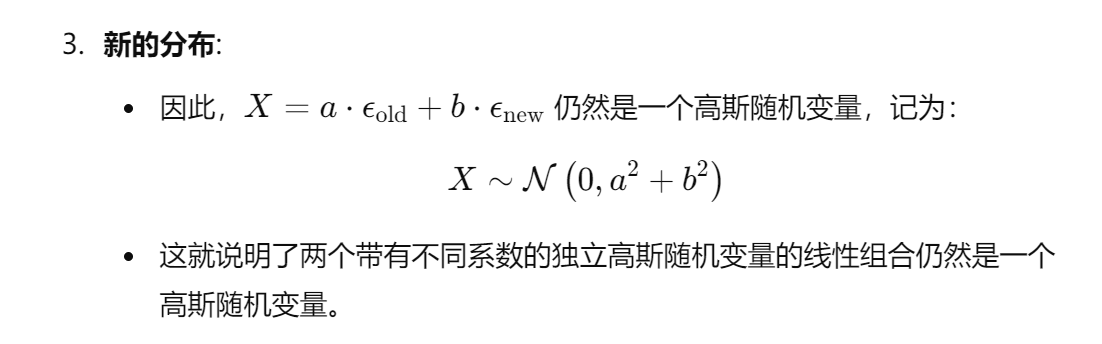 3. 新的分布:
• 因此，X = a · ϵ_old + b · ϵ_new 仍然是一个高斯随机变量，记为：
X ∼ 𝒩 (0, a² + b²)
• 这就说明了两个带有不同系数的独立高斯随机变量的线性组合仍然是一个
高斯随机变量。